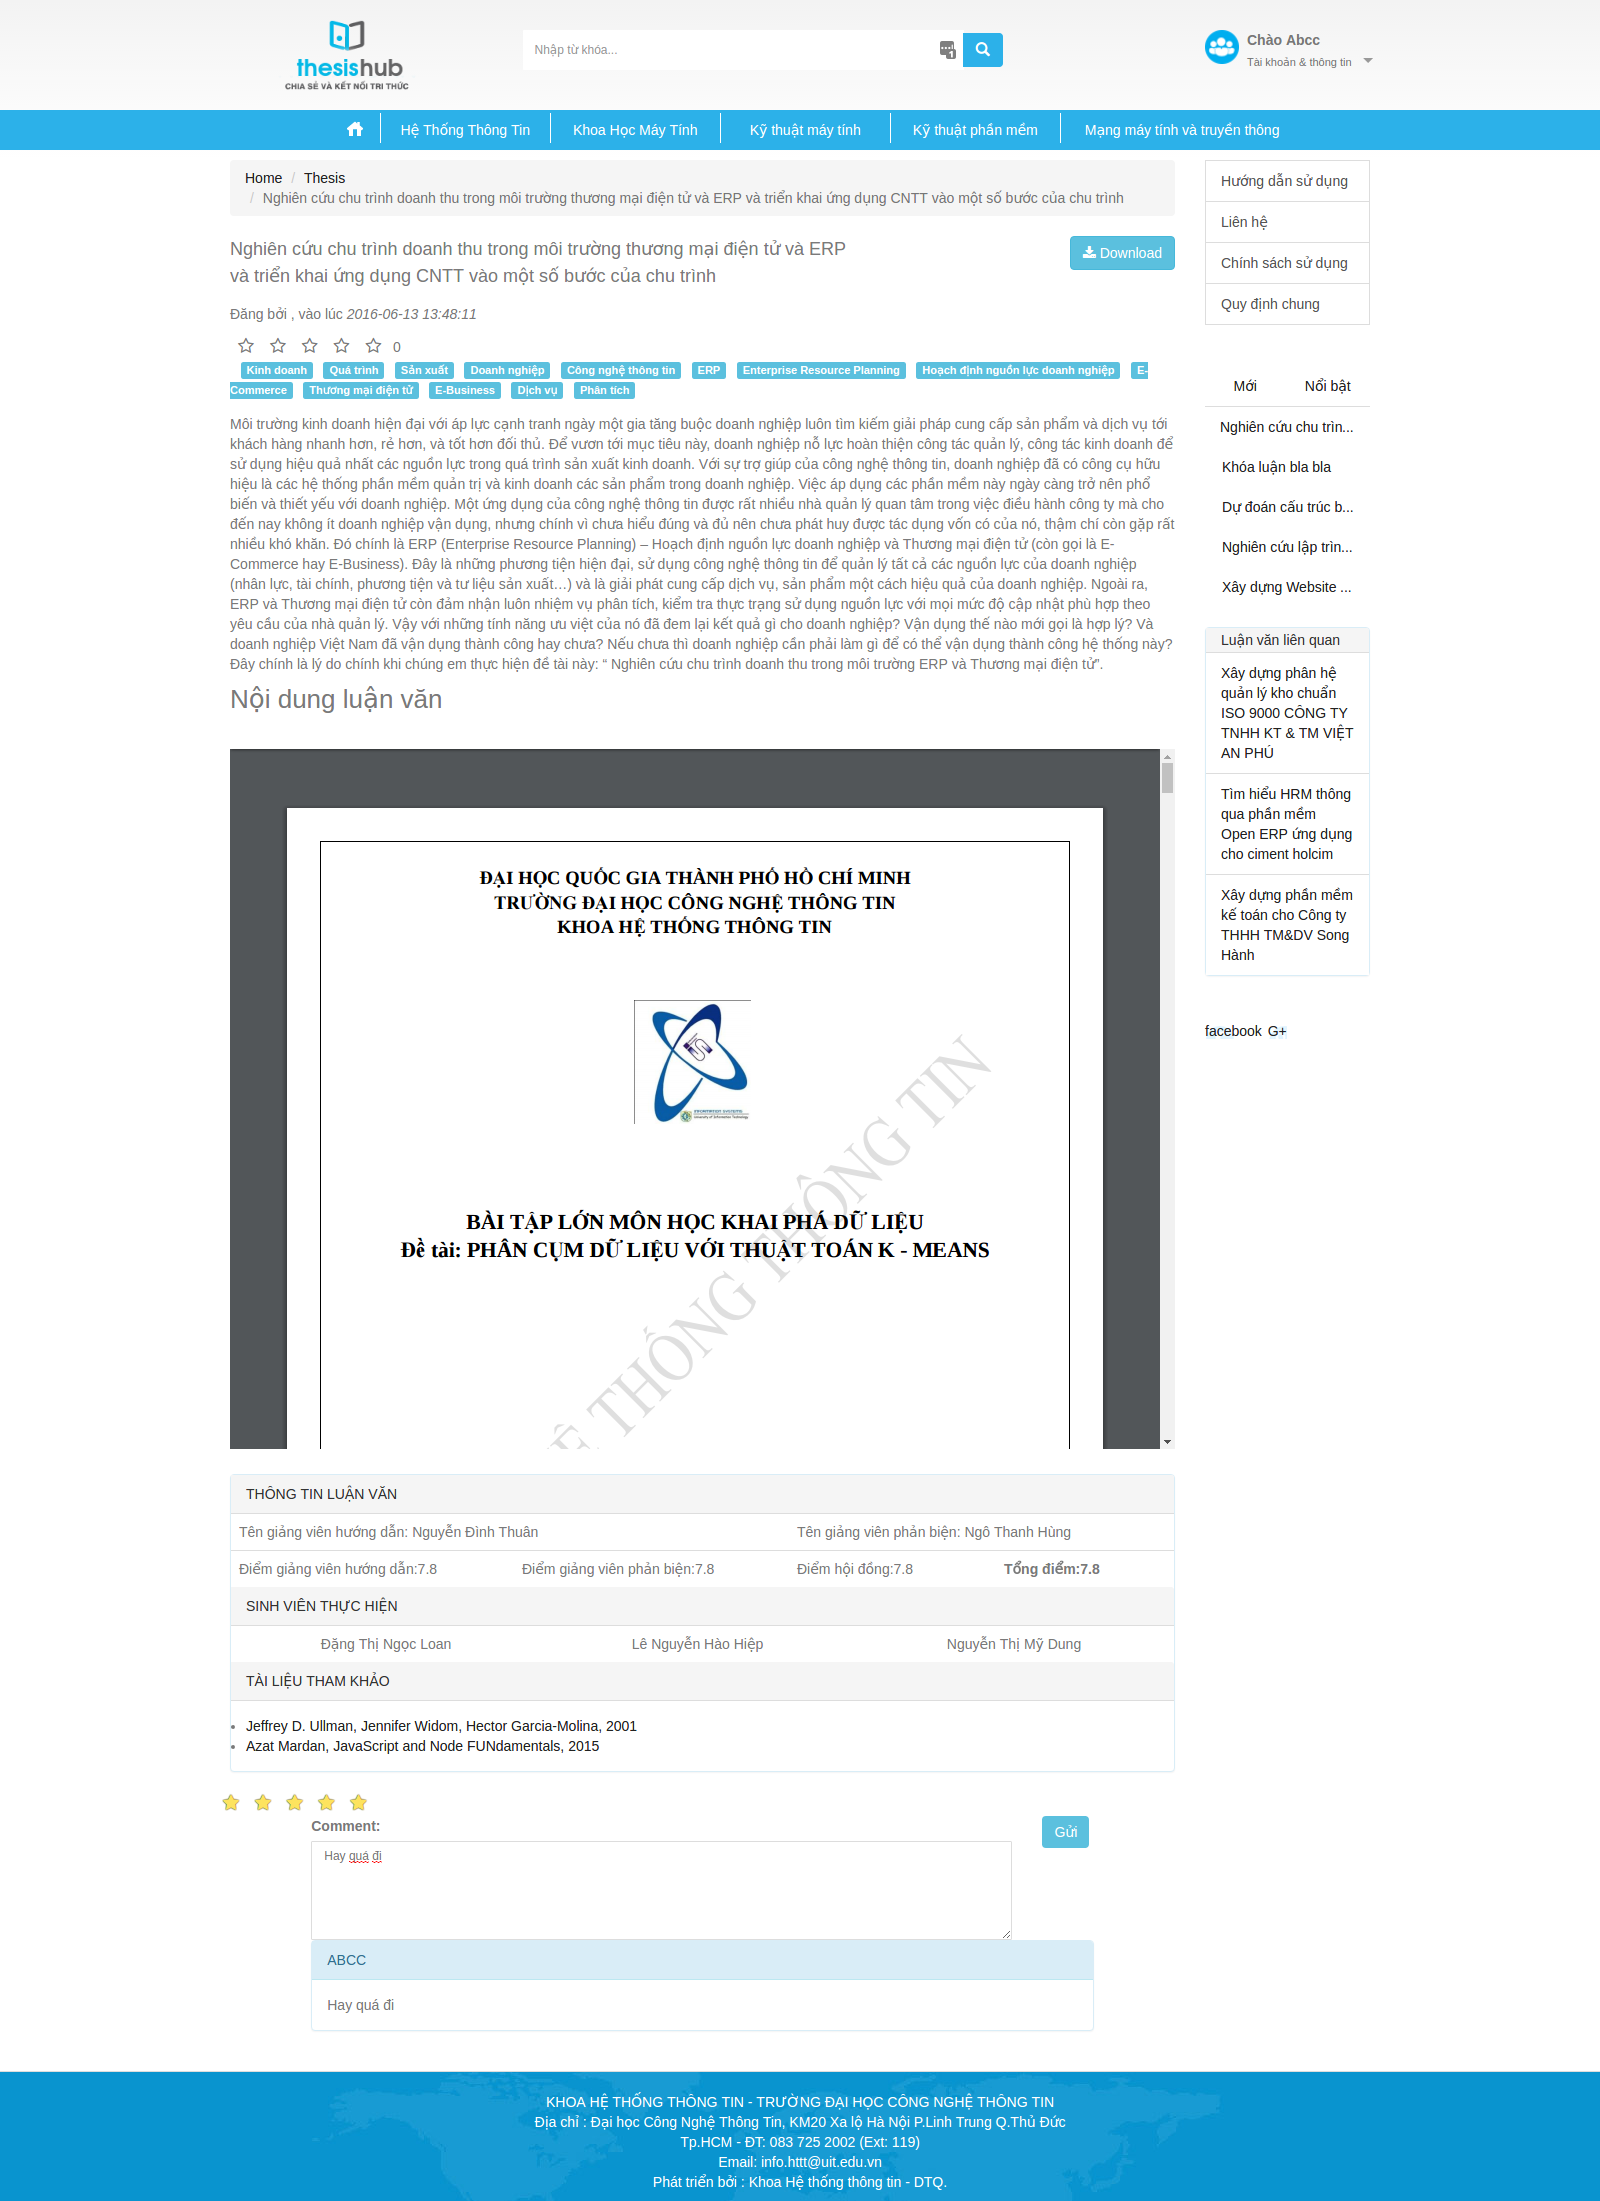 thesishub
CHIA SẺ VÀ KẾT NỐI TRI THỨC
Nhập từ khóa...
1
Chào Abcc
Tài khoản & thông tin
Hệ Thống Thông Tin
Khoa Học Máy Tính
Kỹ thuật máy tính
Kỹ thuật phần mềm
Mạng máy tính và truyền thông
Home / Thesis
/ Nghiên cứu chu trình doanh thu trong môi trường thương mại điện tử và ERP và triển khai ứng dụng CNTT vào một số bước của chu trình
Nghiên cứu chu trình doanh thu trong môi trường thương mại điện tử và ERP
và triển khai ứng dụng CNTT vào một số bước của chu trình
Download
Đăng bởi , vào lúc 2016-06-13 13:48:11
0
Kinh doanh Quá trình Sản xuất Doanh nghiệp Công nghệ thông tin ERP Enterprise Resource Planning Hoạch định nguồn lực doanh nghiệp E-
Commerce Thương mại điện tử E-Business Dịch vụ Phân tích
Môi trường kinh doanh hiện đại với áp lực cạnh tranh ngày một gia tăng buộc doanh nghiệp luôn tìm kiếm giải pháp cung cấp sản phẩm và dịch vụ tới
khách hàng nhanh hơn, rẻ hơn, và tốt hơn đối thủ. Để vươn tới mục tiêu này, doanh nghiệp nỗ lực hoàn thiện công tác quản lý, công tác kinh doanh để
sử dụng hiệu quả nhất các nguồn lực trong quá trình sản xuất kinh doanh. Với sự trợ giúp của công nghệ thông tin, doanh nghiệp đã có công cụ hữu
hiệu là các hệ thống phần mềm quản trị và kinh doanh các sản phẩm trong doanh nghiệp. Việc áp dụng các phần mềm này ngày càng trở nên phổ
biến và thiết yếu với doanh nghiệp. Một ứng dụng của công nghệ thông tin được rất nhiều nhà quản lý quan tâm trong việc điều hành công ty mà cho
đến nay không ít doanh nghiệp vận dụng, nhưng chính vì chưa hiểu đúng và đủ nên chưa phát huy được tác dụng vốn có của nó, thậm chí còn gặp rất
nhiều khó khăn. Đó chính là ERP (Enterprise Resource Planning) – Hoạch định nguồn lực doanh nghiệp và Thương mại điện tử (còn gọi là E-
Commerce hay E-Business). Đây là những phương tiện hiện đại, sử dụng công nghệ thông tin để quản lý tất cả các nguồn lực của doanh nghiệp
(nhân lực, tài chính, phương tiện và tư liệu sản xuất…) và là giải phát cung cấp dịch vụ, sản phẩm một cách hiệu quả của doanh nghiệp. Ngoài ra,
ERP và Thương mại điện tử còn đảm nhận luôn nhiệm vụ phân tích, kiểm tra thực trạng sử dụng nguồn lực với mọi mức độ cập nhật phù hợp theo
yêu cầu của nhà quản lý. Vậy với những tính năng ưu việt của nó đã đem lại kết quả gì cho doanh nghiệp? Vận dụng thế nào mới gọi là hợp lý? Và
doanh nghiệp Việt Nam đã vận dụng thành công hay chưa? Nếu chưa thì doanh nghiệp cần phải làm gì để có thể vận dụng thành công hệ thống này?
Đây chính là lý do chính khi chúng em thực hiện đề tài này: “ Nghiên cứu chu trình doanh thu trong môi trường ERP và Thương mại điện tử”.
Nội dung luận văn
ĐẠI HỌC QUỐC GIA THÀNH PHỐ HỒ CHÍ MINH
TRƯỜNG ĐẠI HỌC CÔNG NGHỆ THÔNG TIN
KHOA HỆ THỐNG THÔNG TIN
INFORMATION SYSTEMS
University of Information Technology
BÀI TẬP LỚN MÔN HỌC KHAI PHÁ DỮ LIỆU
Đề tài: PHÂN CỤM DỮ LIỆU VỚI THUẬT TOÁN K - MEANS
Ệ THỐNG THÔNG TIN
THÔNG TIN LUẬN VĂN
Tên giảng viên hướng dẫn: Nguyễn Đình Thuân
Tên giảng viên phản biện: Ngô Thanh Hùng
Điểm giảng viên hướng dẫn:7.8
Điểm giảng viên phản biện:7.8
Điểm hội đồng:7.8
Tổng điểm:7.8
SINH VIÊN THỰC HIỆN
Đặng Thị Ngọc Loan
Lê Nguyễn Hào Hiệp
Nguyễn Thị Mỹ Dung
TÀI LIỆU THAM KHẢO
Jeffrey D. Ullman, Jennifer Widom, Hector Garcia-Molina, 2001
Azat Mardan, JavaScript and Node FUNdamentals, 2015
Comment:
Gửi
Hay quá đi
ABCC
Hay quá đi
Hướng dẫn sử dụng
Liên hệ
Chính sách sử dụng
Quy định chung
Mới
Nổi bật
Nghiên cứu chu trìn...
Khóa luận bla bla
Dự đoán cấu trúc b...
Nghiên cứu lập trìn...
Xây dựng Website ...
Luận văn liên quan
Xây dựng phân hệ
quản lý kho chuẩn
ISO 9000 CÔNG TY
TNHH KT & TM VIỆT
AN PHÚ
Tìm hiểu HRM thông
qua phần mềm
Open ERP ứng dụng
cho ciment holcim
Xây dựng phần mềm
kế toán cho Công ty
THHH TM&DV Song
Hành
facebook G+
KHOA HỆ THỐNG THÔNG TIN - TRƯỜNG ĐẠI HỌC CÔNG NGHỆ THÔNG TIN
Địa chỉ : Đại học Công Nghệ Thông Tin, KM20 Xa lộ Hà Nội P.Linh Trung Q.Thủ Đức
Tp.HCM - ĐT: 083 725 2002 (Ext: 119)
Email: info.httt@uit.edu.vn
Phát triển bởi : Khoa Hệ thống thông tin - DTQ.